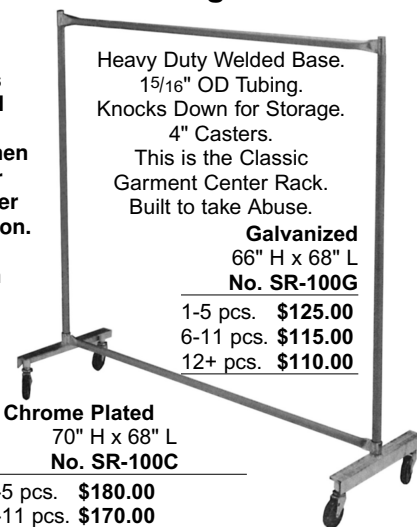 Heavy Duty Welded Base.
15/16" OD Tubing.
Knocks Down for Storage.
4" Casters.
This is the Classic
Garment Center Rack.
Built to take Abuse.
Galvanized
66" H x 68" L
No. SR-100G
1-5 pcs. $125.00
6-11 pcs. $115.00
12+ pcs. $110.00
Chrome Plated
70" H x 68" L
No. SR-100C
-5 pcs. $180.00
-11 pcs. $170.00